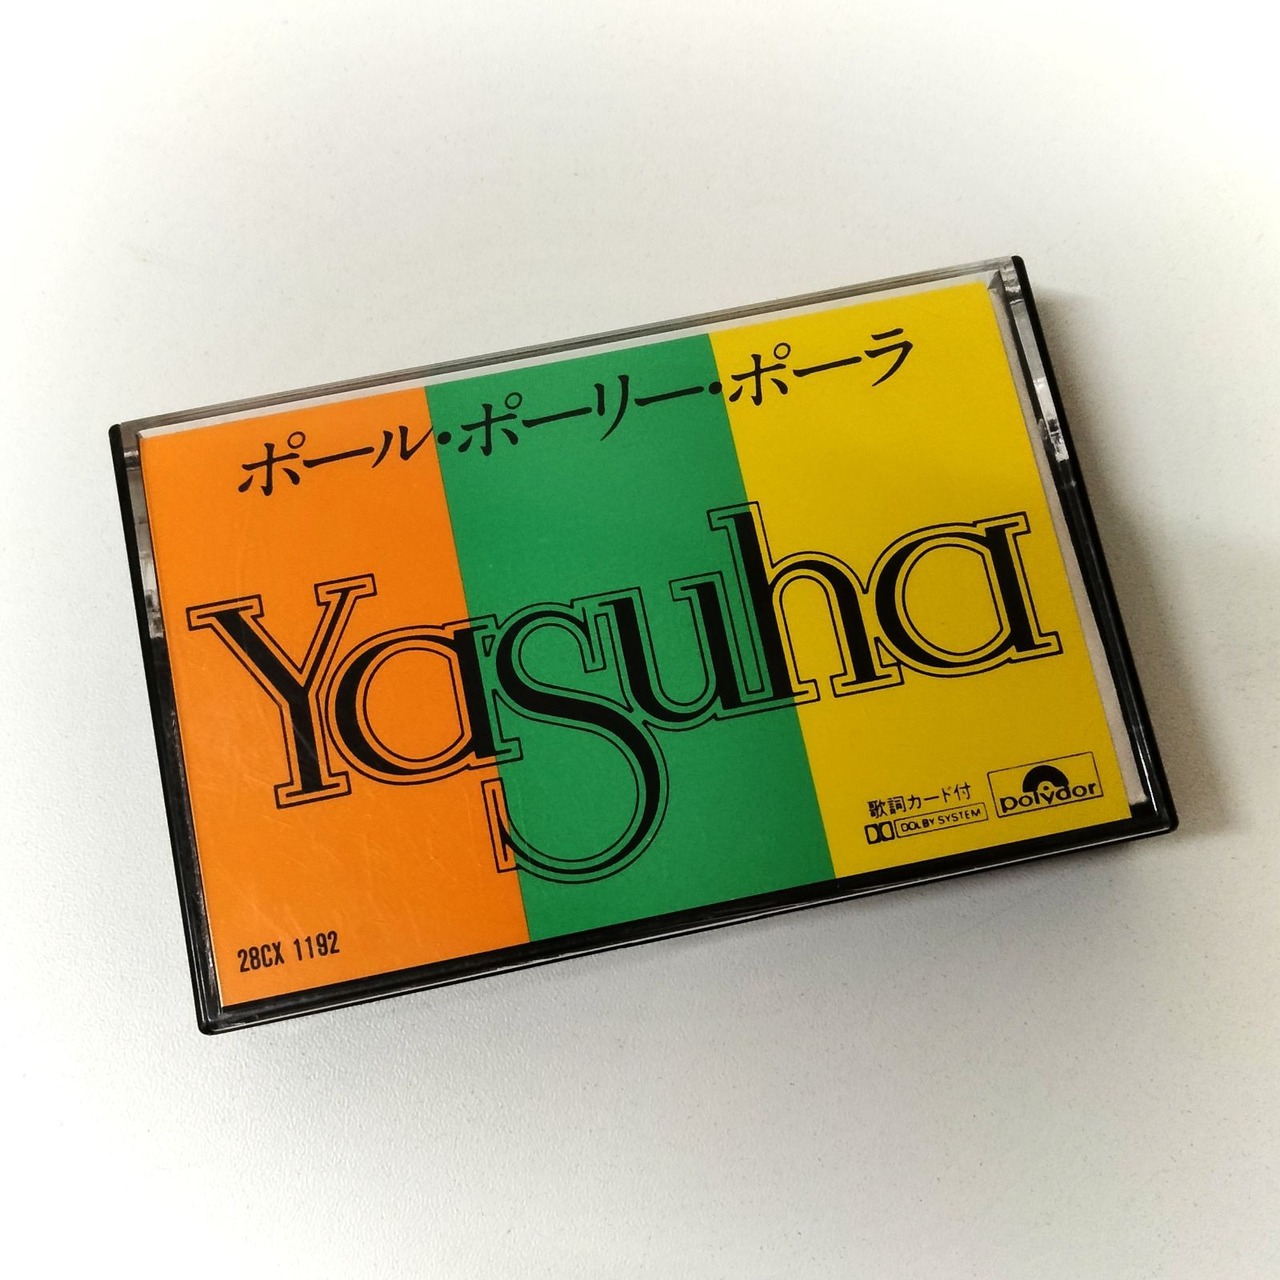 ポール・ポーリー・ポーラ
Yasuha
歌詞カード付
DOLBY SYSTEM
polydor
28CX 1192